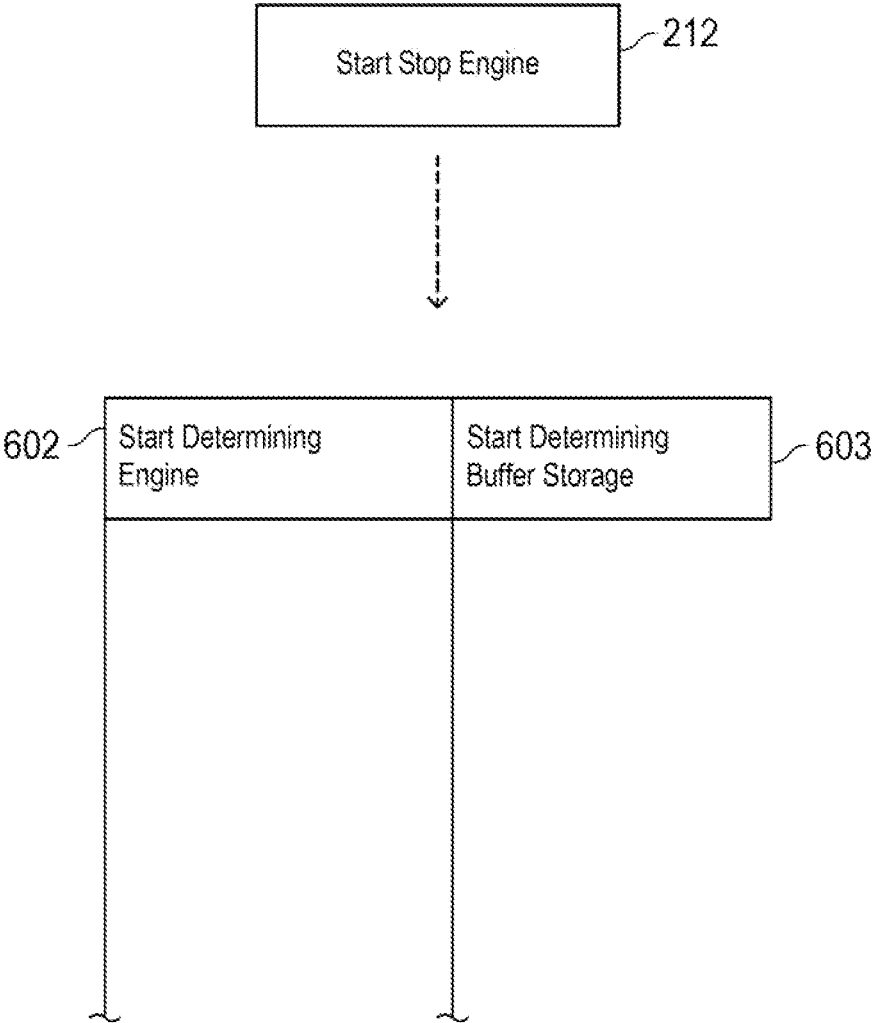 Start Stop Engine
212
602
Start Determining
Engine
Start Determining
Buffer Storage
603